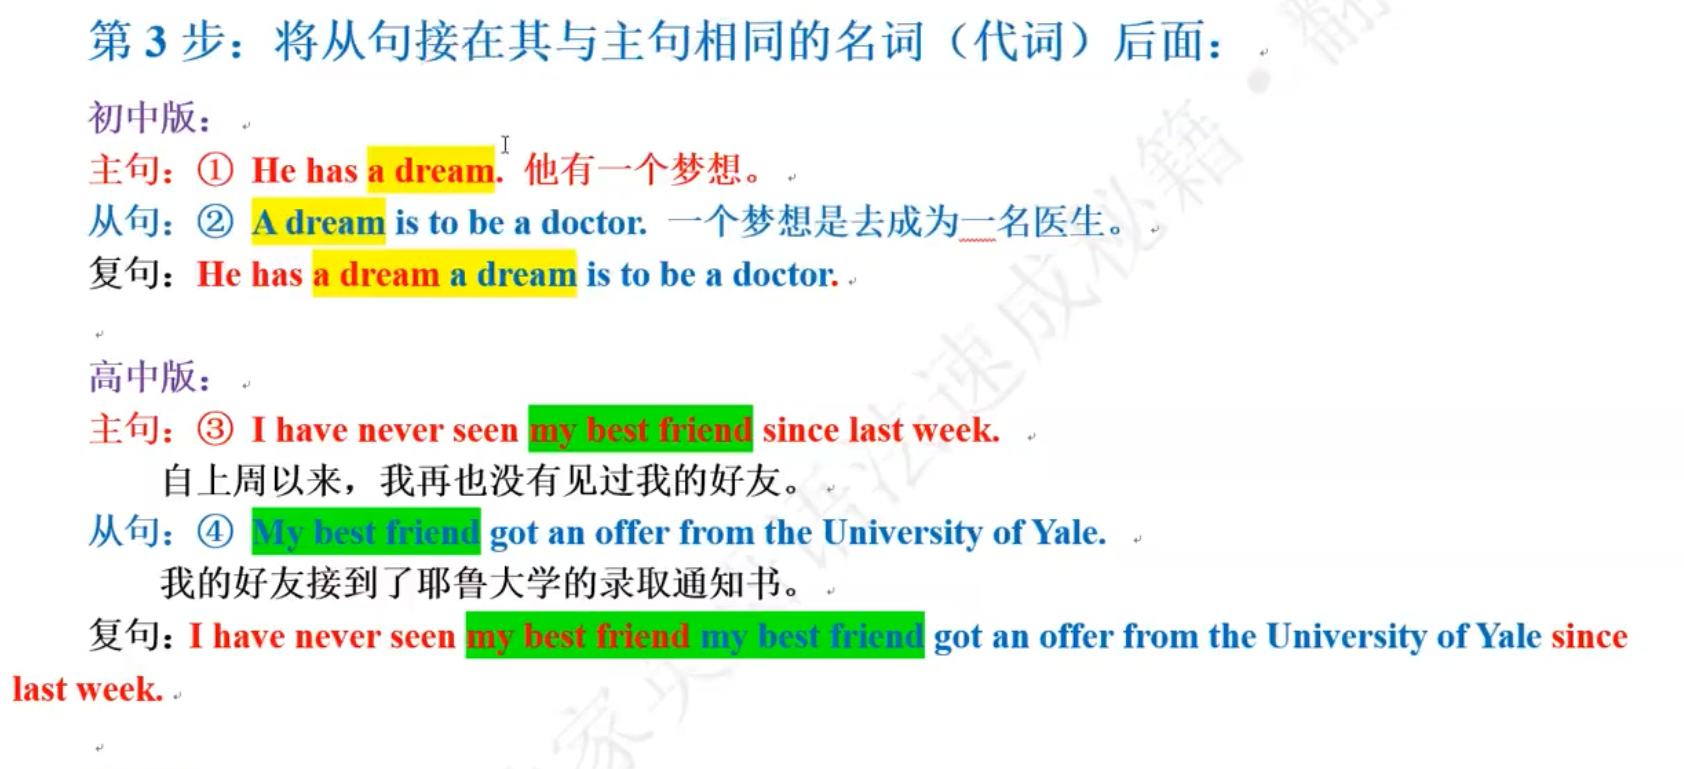 第 3 步：将从句接在其与主句相同的名词（代词）后面：
初中版：
主句：① He has a dream. 他有一个梦想。
从句：② A dream is to be a doctor. 一个梦想是去成为一名医生。
复句：He has a dream a dream is to be a doctor.
高中版：
主句：③ I have never seen my best friend since last week.
自上周以来，我再也没有见过我的好友。
从句：④ My best friend got an offer from the University of Yale.
我的好友接到了耶鲁大学的录取通知书。
复句：I have never seen my best friend my best friend got an offer from the University of Yale since
last week.